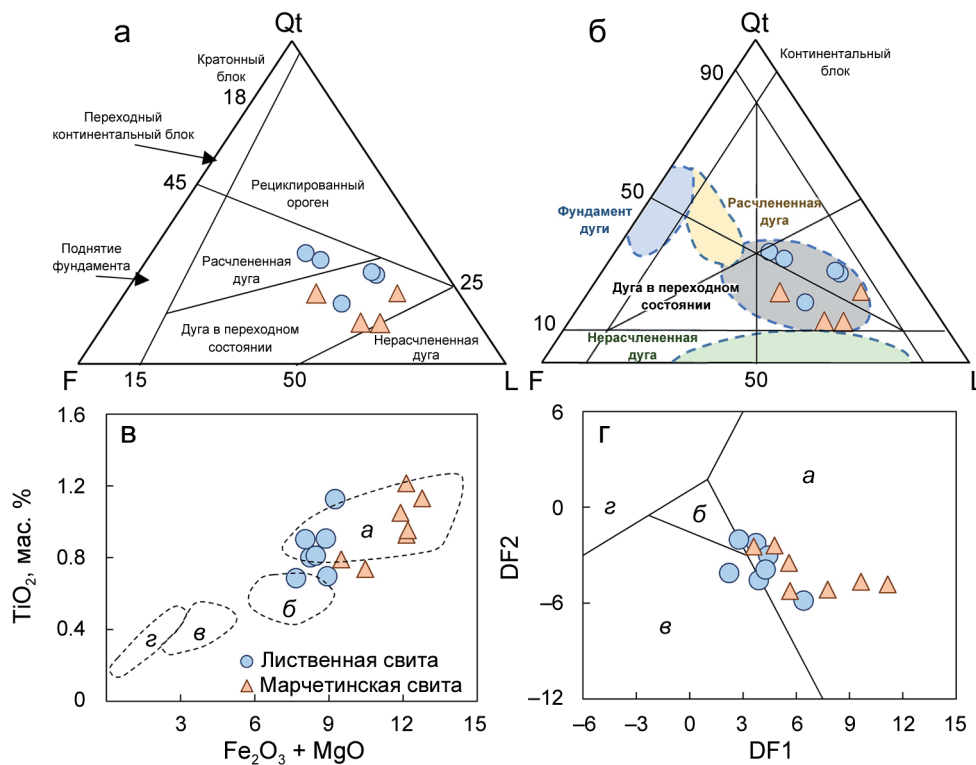 а
Qt
Кратонный
блок
18
Переходный
континентальный блок
45
Рециклированный
ороген
Поднятие
фундамента
Расчлененная
дуга
25
Дуга в переходном
состоянии
Нерасчлененная
дуга
F
15
50
L
б
Qt
Континентальный
блок
90
50
Фундамент
дуги
Расчлененная
дуга
Дуга в переходном
состоянии
10
Нерасчлененная
дуга
F
50
L
в
1.6
1.2
0.8
0.4
0
TiO₂, мас. %
а
б
в
г
Лиственная свита
Марчетинская свита
3
6
9
12
15
Fe₂O₃ + MgO
г
6
0
–6
–12
DF2
а
б
в
г
–6
–3
0
3
6
9
12
15
DF1